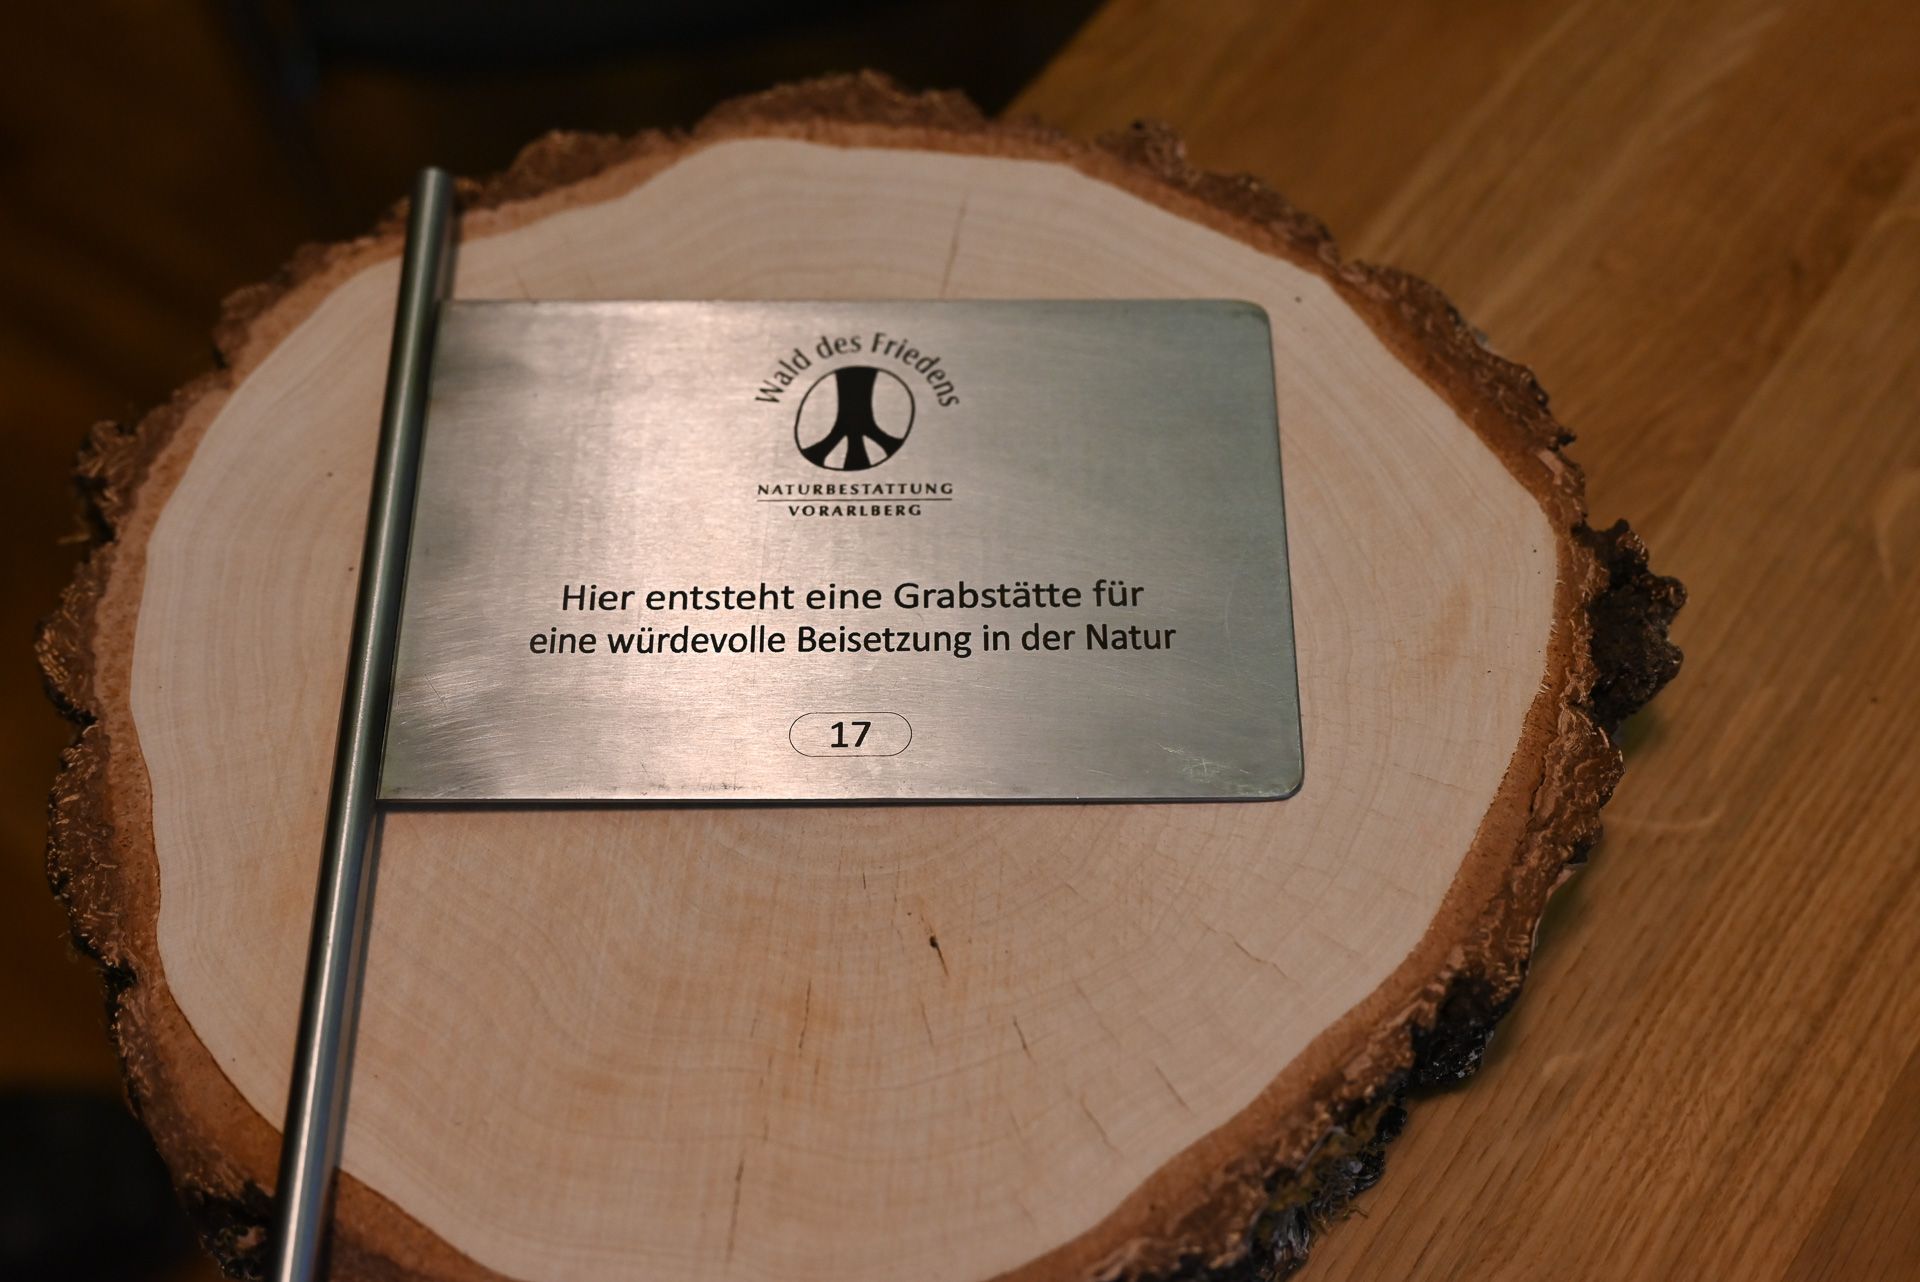 Wald des Friedens
NATURBESTATTUNG
VORARLBERG
Hier entsteht eine Grabstätte für
eine würdevolle Beisetzung in der Natur
17